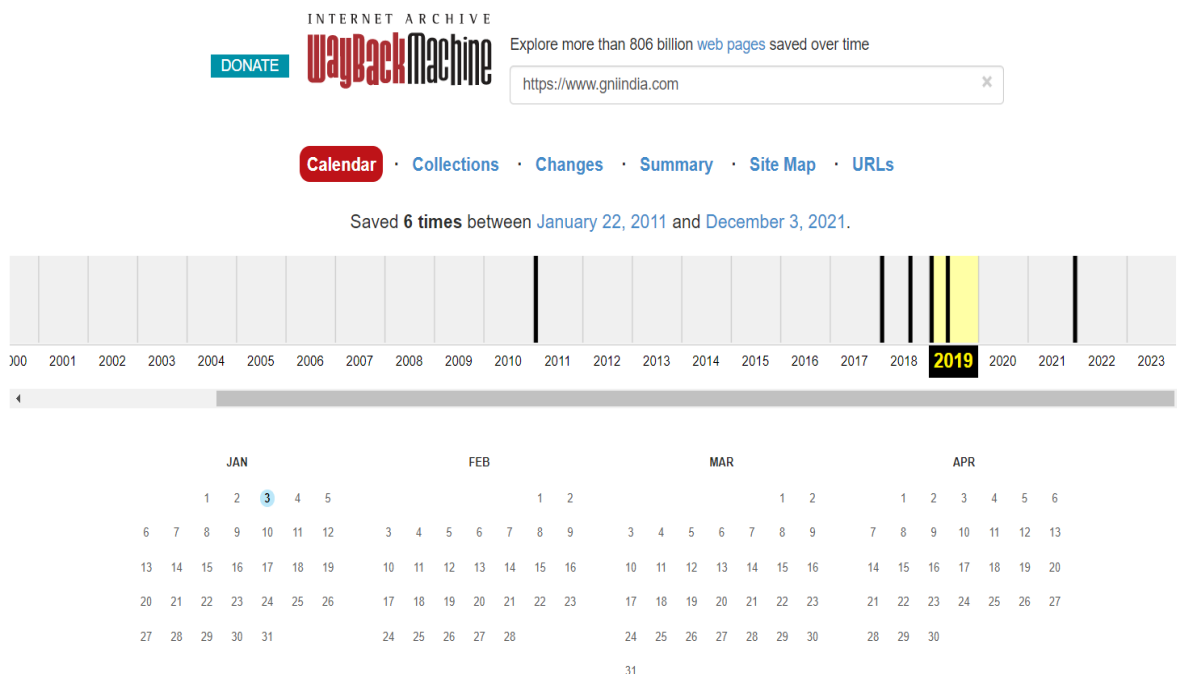 INTERNET ARCHIVE
DONATE
WayBackMachine
Explore more than 806 billion web pages saved over time
https://www.gniindia.com ×
Calendar · Collections · Changes · Summary · Site Map · URLs
Saved 6 times between January 22, 2011 and December 3, 2021.
000 2001 2002 2003 2004 2005 2006 2007 2008 2009 2010 2011 2012 2013 2014 2015 2016 2017 2018 2019 2020 2021 2022 2023
JAN FEB MAR APR
1 2 3 4 5 1 2 1 2 1 2 3 4 5 6
6 7 8 9 10 11 12 3 4 5 6 7 8 9 3 4 5 6 7 8 9 7 8 9 10 11 12 13
13 14 15 16 17 18 19 10 11 12 13 14 15 16 10 11 12 13 14 15 16 14 15 16 17 18 19 20
20 21 22 23 24 25 26 17 18 19 20 21 22 23 17 18 19 20 21 22 23 21 22 23 24 25 26 27
27 28 29 30 31 24 25 26 27 28 24 25 26 27 28 29 30 28 29 30
31